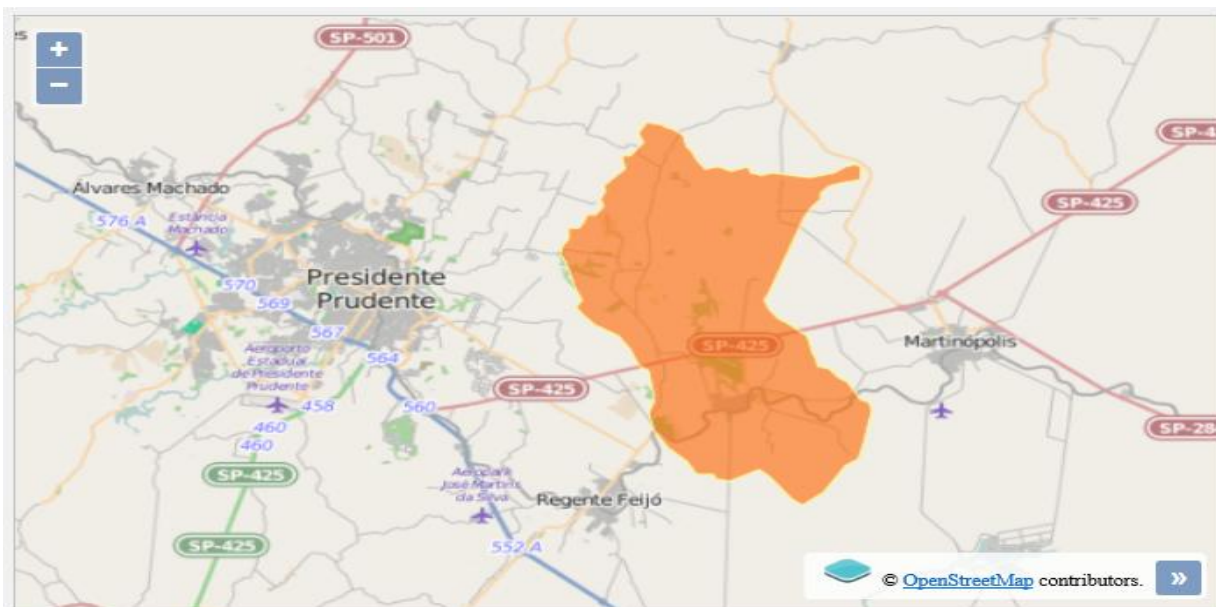 +
SP-501
−
SP-4
Álvares Machado
Estância
Machado
576 A
SP-425
Presidente
Prudente
570
569
567
564
Aeroporto
Estadual
de Presidente
Prudente
SP-425
Martinópolis
SP-425
458
560
460
460
SP-28
SP-425
Aeropark
José Martins
da Silva
Regente Feijó
SP-425
552 A
© OpenStreetMap contributors.
»